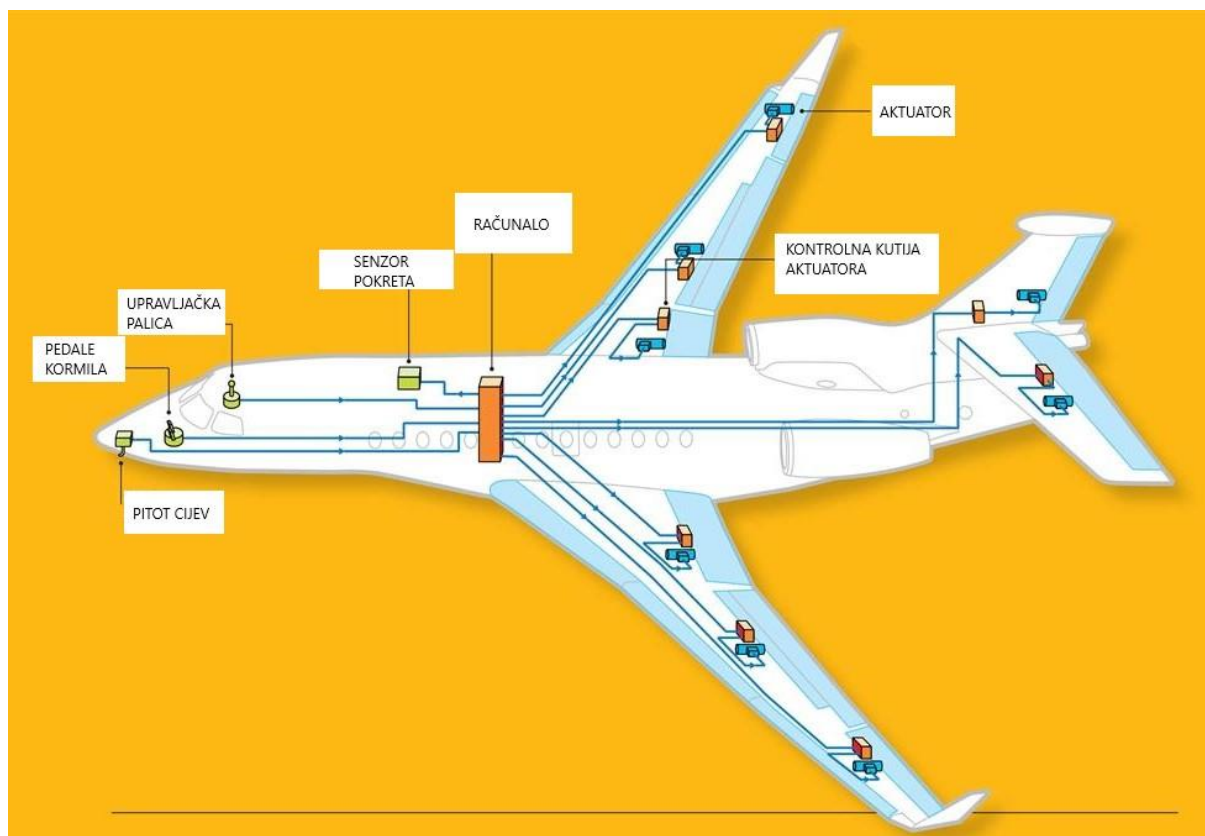 AKTUATOR
RAČUNALO
SENZOR
POKRETA
KONTROLNA KUTIJA
AKTUATORA
UPRAVLJAČKA
PALICA
PEDALE
KORMILA
PITOT CIJEV